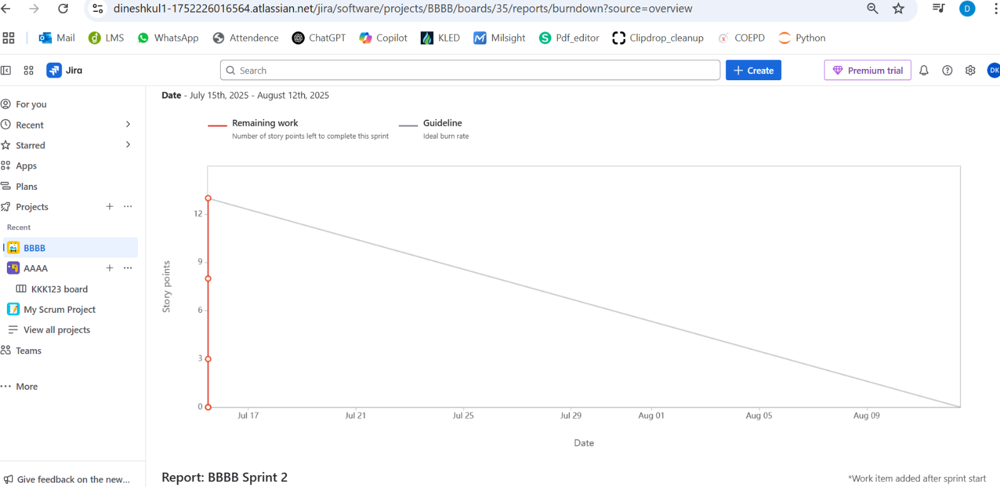 dineshkul1-1752226016564.atlassian.net/jira/software/projects/BBBB/boards/35/reports/burndown?source=overview
D
Mail LMS WhatsApp Attendence ChatGPT Copilot KLED Milsight Pdf_editor Clipdrop_cleanup COEPD Python
Jira
Search
Create
Premium trial
DK
For you
Recent
Starred
Apps
Plans
Projects
Recent
BBBB
AAAA
KKK123 board
My Scrum Project
View all projects
Teams
More
Give feedback on the new...
Date - July 15th, 2025 - August 12th, 2025
Remaining work
Number of story points left to complete this sprint
Guideline
Ideal burn rate
Story points
12
9
6
3
0
Jul 17 Jul 21 Jul 25 Jul 29 Aug 01 Aug 05 Aug 09
Date
Report: BBBB Sprint 2
*Work item added after sprint start